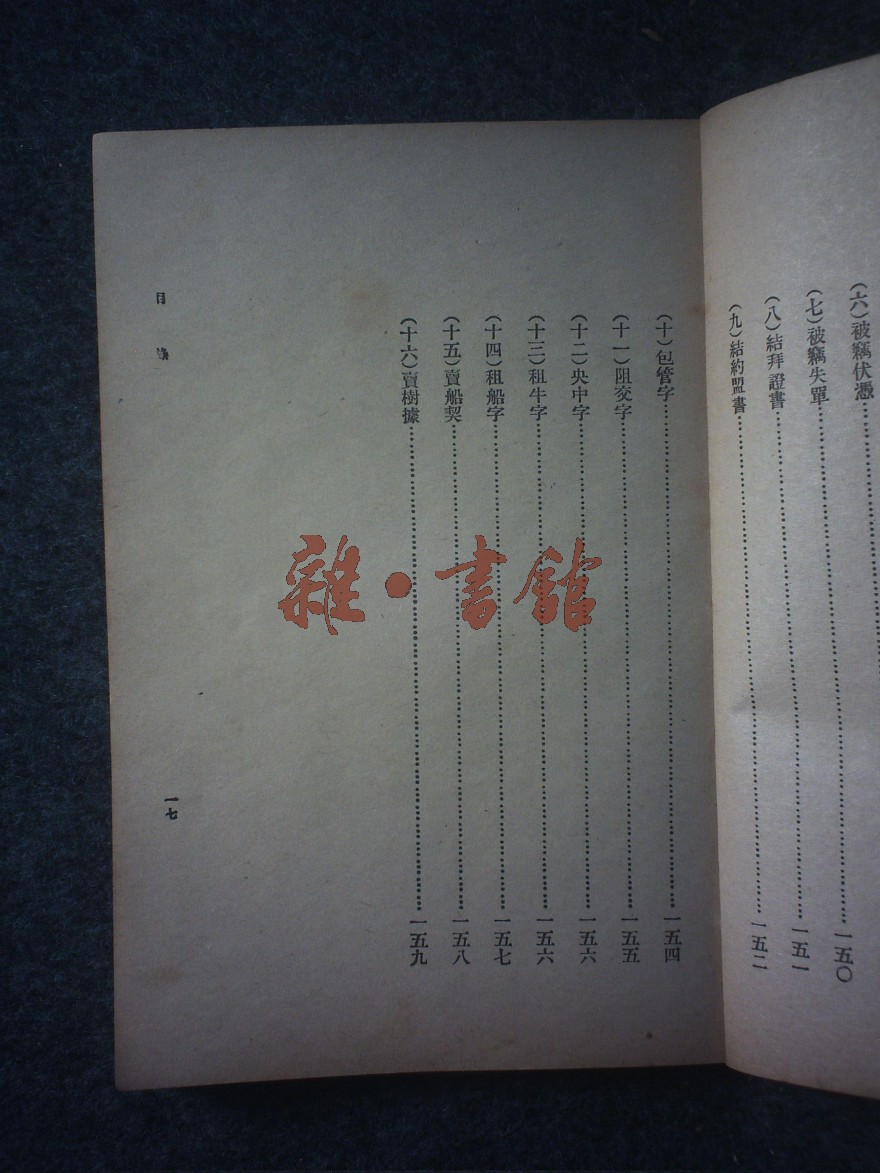 (六)被竊伏憑……一五〇
(七)被竊失單……一五一
(八)結拜證書
(九)結約盟書……一五二
(十)包管字……一五四
(十一)阻交字……一五五
(十二)央中字……一五六
(十三)租牛字……一五六
(十四)租船字……一五七
(十五)賣船契……一五八
(十六)賣樹據……一五九
目錄
一七
雜·書館